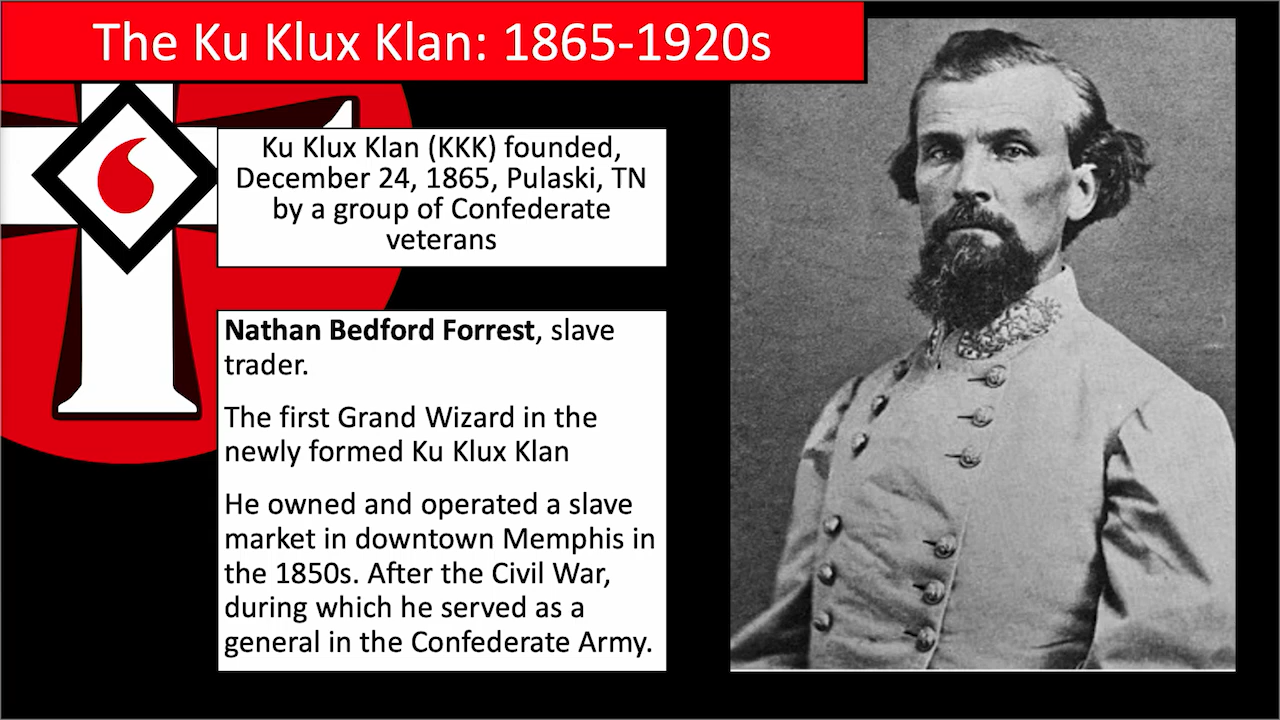 The Ku Klux Klan: 1865-1920s
Ku Klux Klan (KKK) founded,
December 24, 1865, Pulaski, TN
by a group of Confederate
veterans
Nathan Bedford Forrest, slave
trader.
The first Grand Wizard in the
newly formed Ku Klux Klan
He owned and operated a slave
market in downtown Memphis in
the 1850s. After the Civil War,
during which he served as a
general in the Confederate Army.